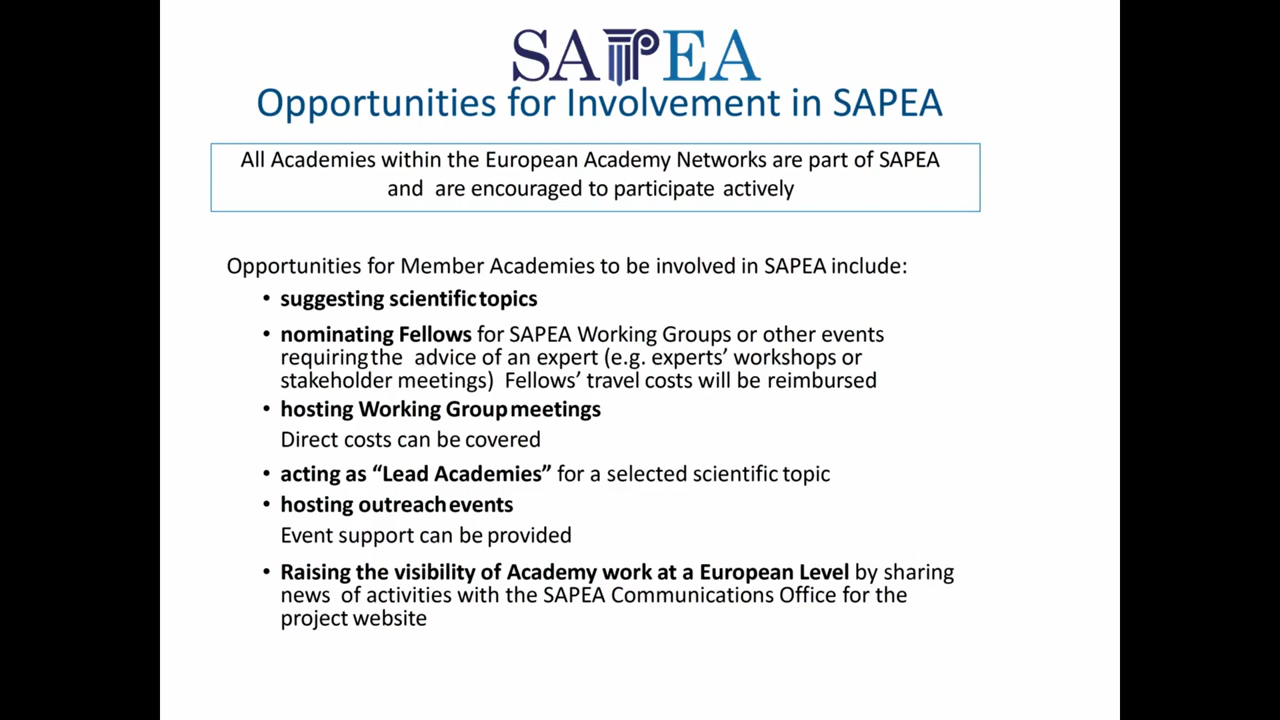 SAPEA
Opportunities for Involvement in SAPEA
All Academies within the European Academy Networks are part of SAPEA
and are encouraged to participate actively
Opportunities for Member Academies to be involved in SAPEA include:
• suggesting scientific topics
• nominating Fellows for SAPEA Working Groups or other events
requiring the advice of an expert (e.g. experts’ workshops or
stakeholder meetings) Fellows’ travel costs will be reimbursed
• hosting Working Group meetings
Direct costs can be covered
• acting as “Lead Academies” for a selected scientific topic
• hosting outreach events
Event support can be provided
• Raising the visibility of Academy work at a European Level by sharing
news of activities with the SAPEA Communications Office for the
project website